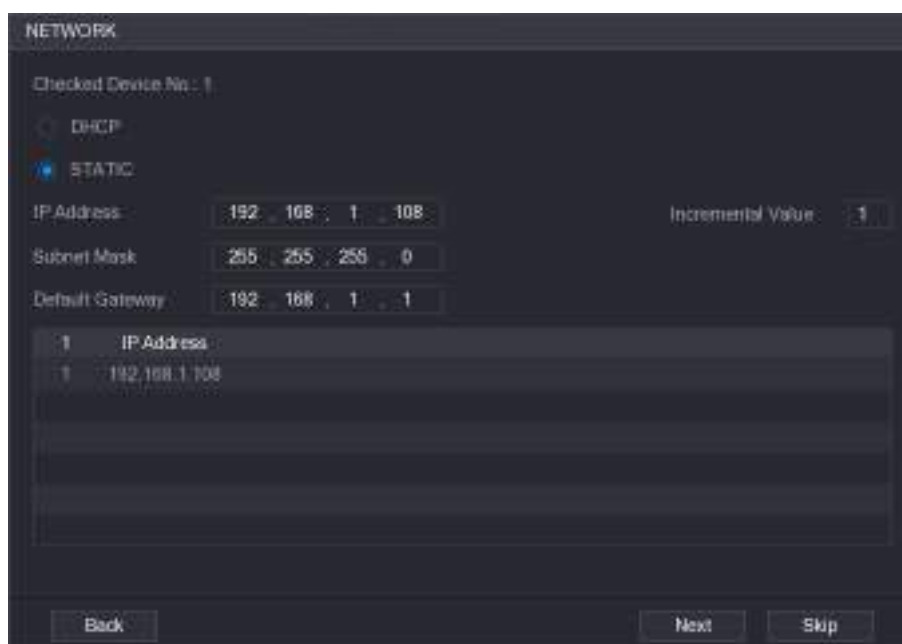 NETWORK
Checked Device No.: 1
DHCP
STATIC
IP Address 192 . 168 . 1 . 108 Incremental Value 1
Subnet Mask 255 . 255 . 255 . 0
Default Gateway 192 . 168 . 1 . 1
1 IP Address
1 192.168.1.108
Back Next Skip